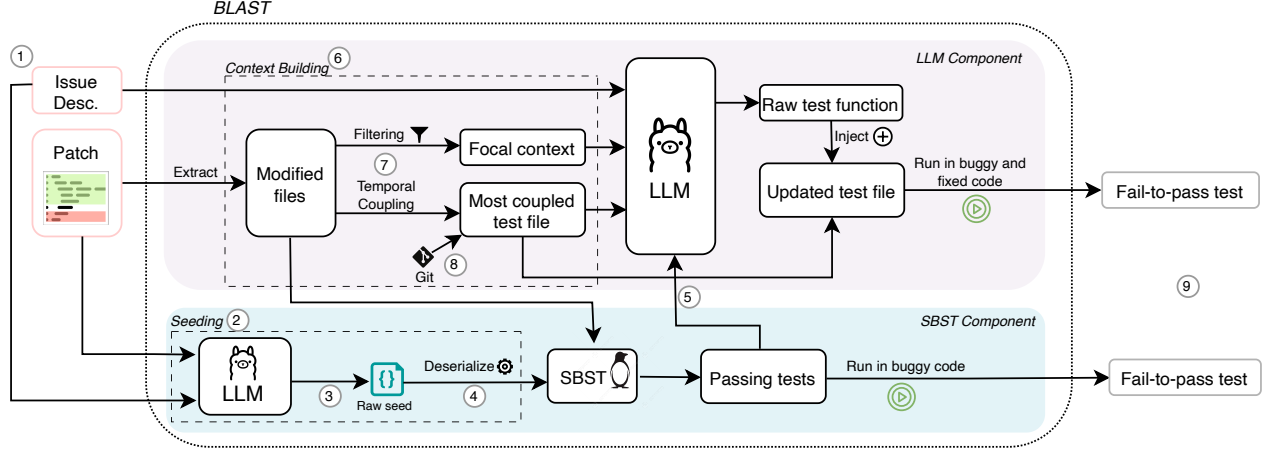 BLAST
1
6
Context Building
LLM Component
Issue
Desc.
Patch
Extract
Modified
files
Filtering
7
Temporal
Coupling
Focal context
Most coupled
test file
Git
8
LLM
Raw test function
Inject
Updated test file
Run in buggy and
fixed code
Fail-to-pass test
5
9
Seeding
2
SBST Component
LLM
3
{}
Raw seed
Deserialize
4
SBST
Passing tests
Run in buggy code
Fail-to-pass test